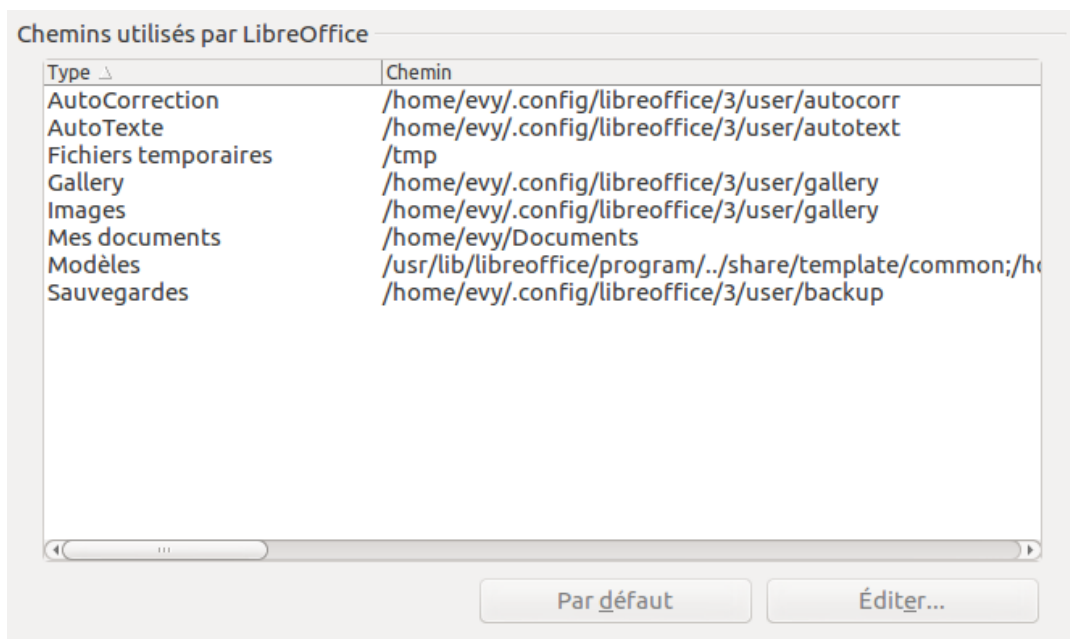 Chemins utilisés par LibreOffice
Type Chemin
AutoCorrection /home/evy/.config/libreoffice/3/user/autocorr
AutoTexte /home/evy/.config/libreoffice/3/user/autotext
Fichiers temporaires /tmp
Gallery /home/evy/.config/libreoffice/3/user/gallery
Images /home/evy/.config/libreoffice/3/user/gallery
Mes documents /home/evy/Documents
Modèles /usr/lib/libreoffice/program/../share/template/common;/h
Sauvegardes /home/evy/.config/libreoffice/3/user/backup
Par défaut Éditer...